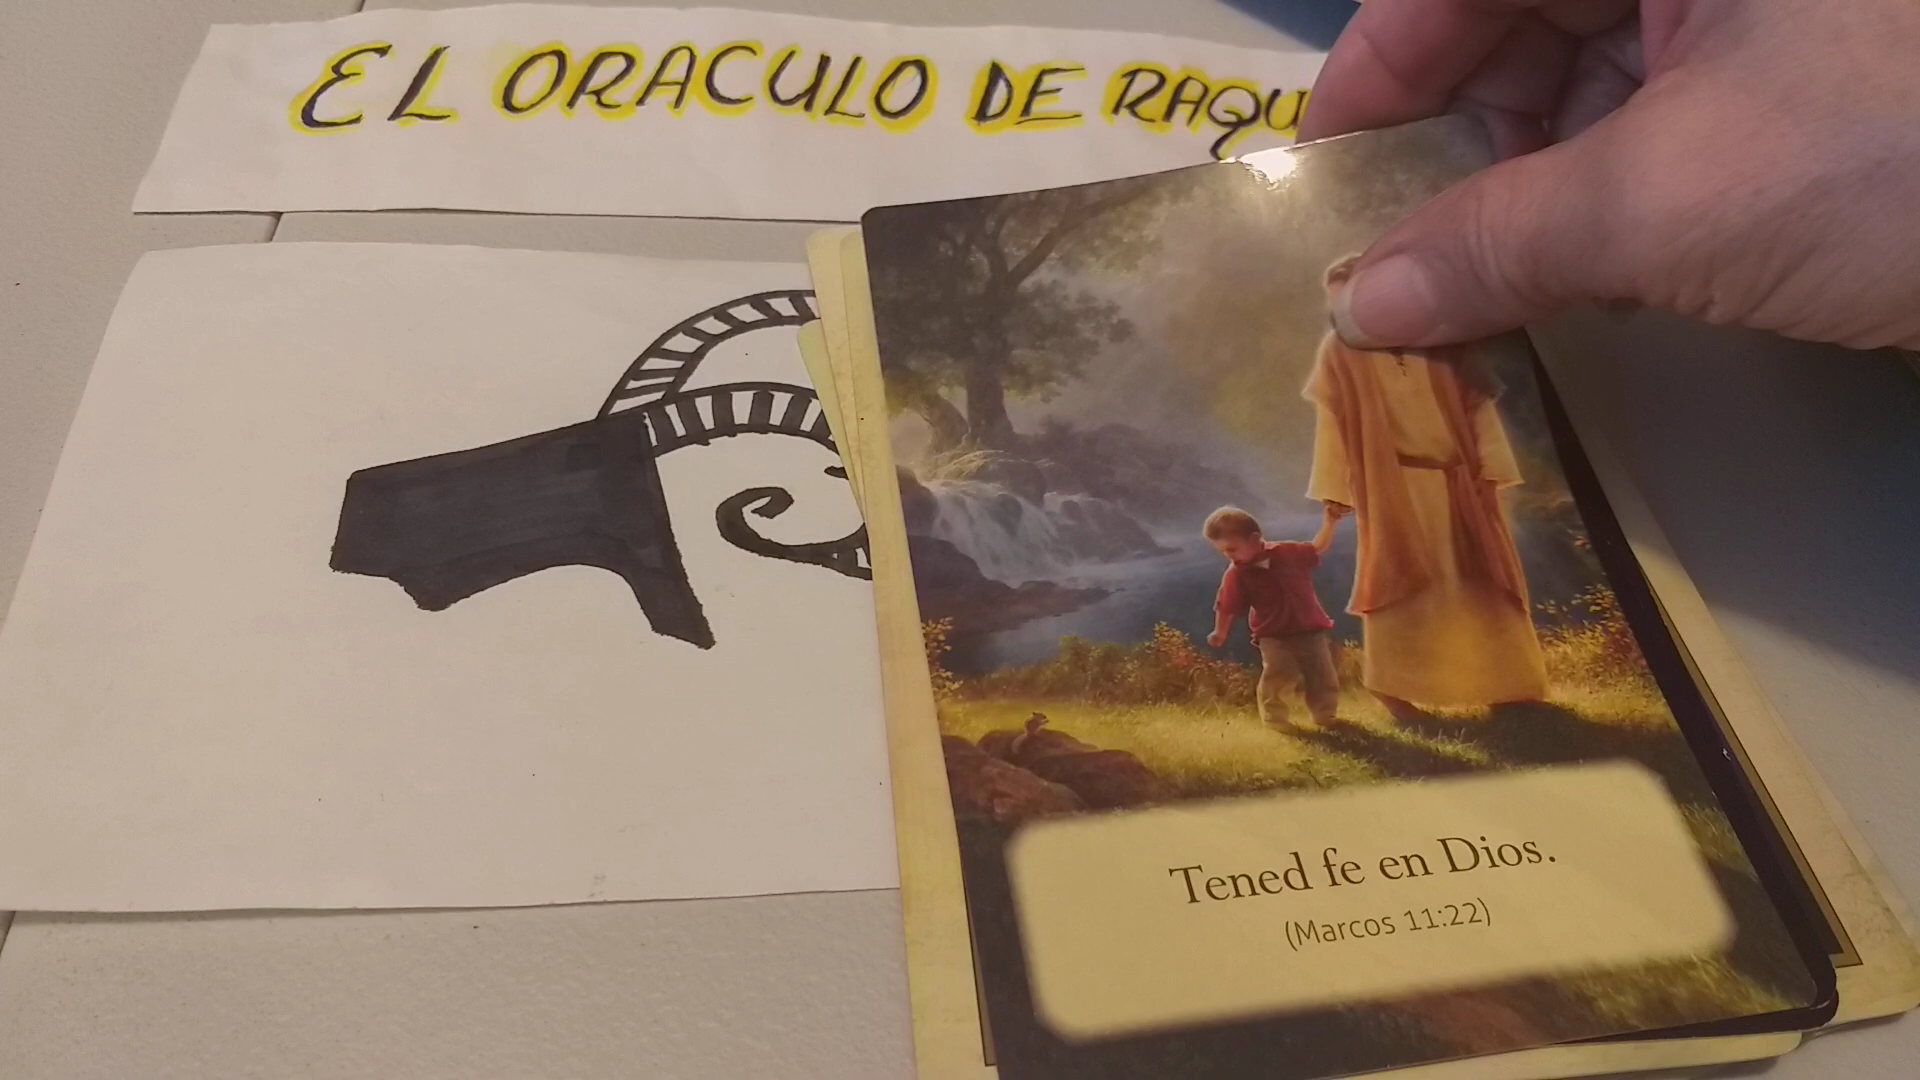 EL ORACULO DE RAQU
Tened fe en Dios.
(Marcos 11:22)